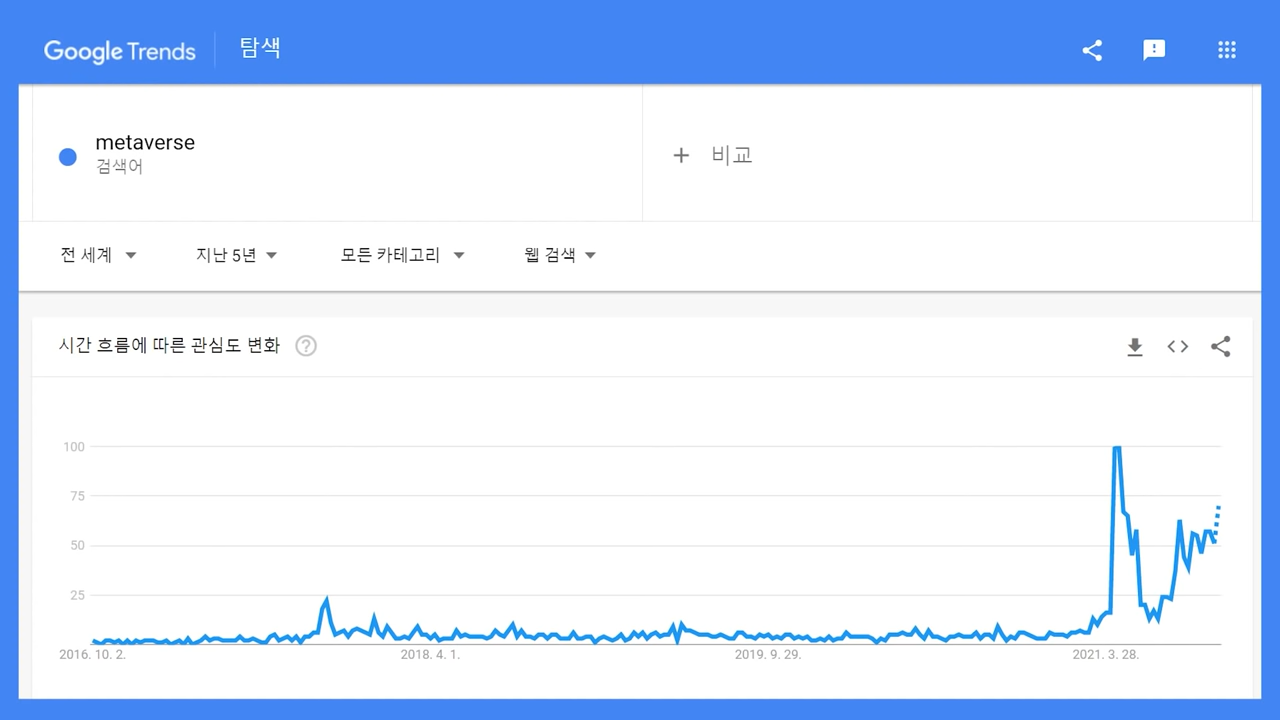 Google Trends 탐색
metaverse
검색어
+ 비교
전 세계
지난 5년
모든 카테고리
웹 검색
시간 흐름에 따른 관심도 변화
100
75
50
25
2016. 10. 2.
2018. 4. 1.
2019. 9. 29.
2021. 3. 28.